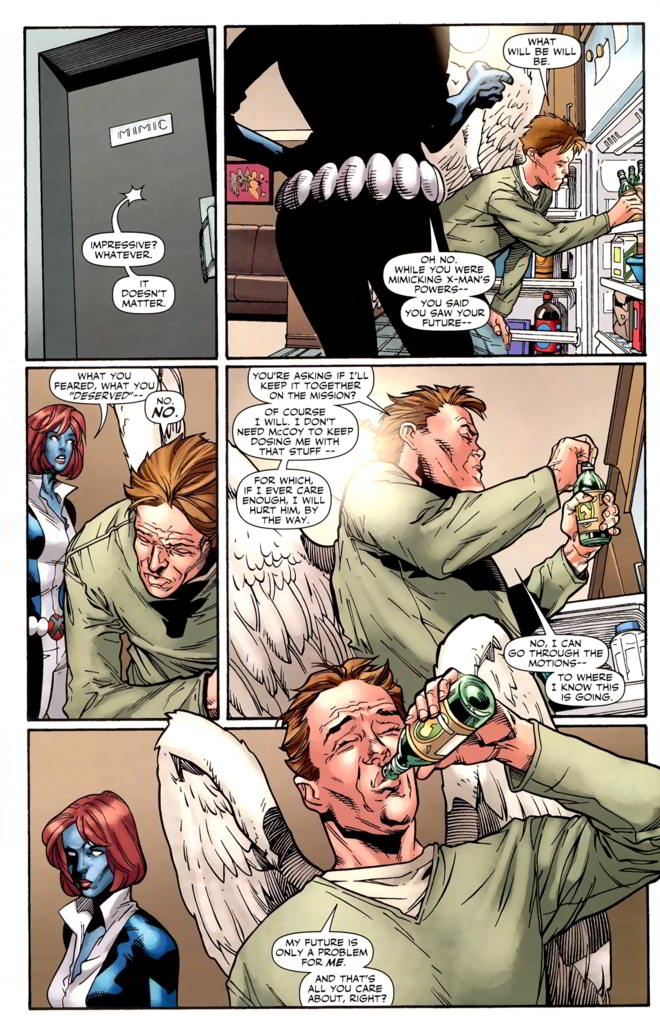 MIMIC
IMPRESSIVE?
WHATEVER.
IT
DOESN'T
MATTER.
WHAT
WILL BE WILL
BE.
OH NO.
WHILE YOU WERE
MIMICKING X-MAN'S
POWERS--
YOU SAID
YOU SAW YOUR
FUTURE--
WHAT YOU
FEARED, WHAT YOU
"DESERVED"--
NO.
NO.
YOU'RE ASKING IF I'LL
KEEP IT TOGETHER
ON THE MISSION?
OF COURSE
I WILL. I DON'T
NEED McCOY TO KEEP
DOSING ME WITH
THAT STUFF --
FOR WHICH,
IF I EVER CARE
ENOUGH, I WILL
HURT HIM, BY
THE WAY.
NO, I CAN
GO THROUGH THE
MOTIONS--
TO WHERE
I KNOW THIS
IS GOING.
MY FUTURE IS
ONLY A PROBLEM
FOR ME.
AND THAT'S
ALL YOU CARE
ABOUT, RIGHT?